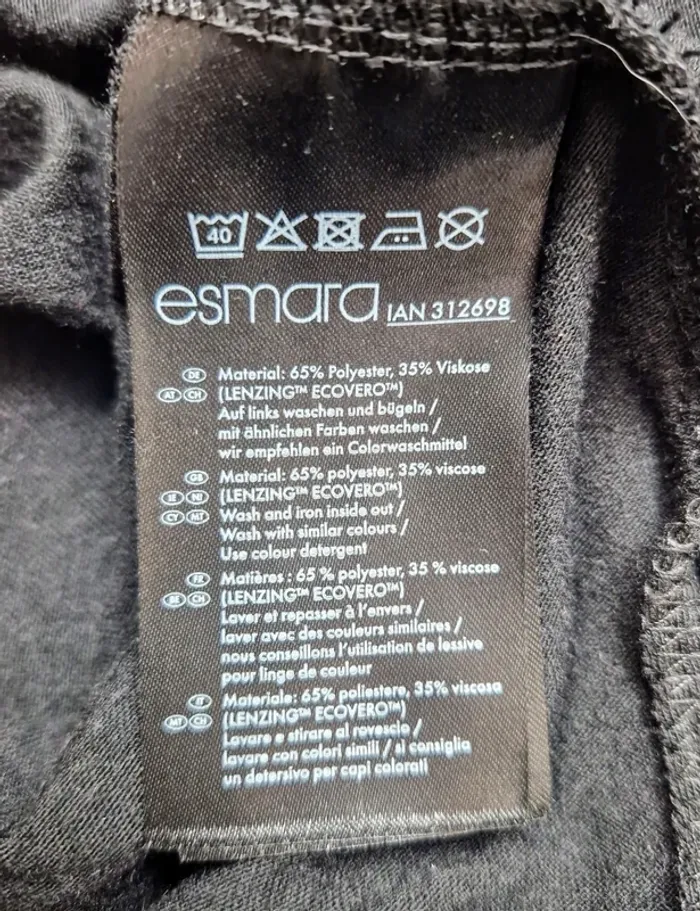 40
esmara IAN 312698
DE Material: 65% Polyester, 35% Viskose
AT CH (LENZING™ ECOVERO™)
Auf links waschen und bügeln /
mit ähnlichen Farben waschen /
wir empfehlen ein Colorwaschmittel
GB Material: 65% polyester, 35% viscose
IE NI (LENZING™ ECOVERO™)
CY MT Wash and iron inside out /
Wash with similar colours /
Use colour detergent
FR Matières : 65 % polyester, 35 % viscose
BE CH (LENZING™ ECOVERO™)
Laver et repasser à l'envers /
laver avec des couleurs similaires /
nous conseillons l'utilisation de lessive
pour linge de couleur
IT Materiale: 65% poliestere, 35% viscosa
MT CH (LENZING™ ECOVERO™)
Lavare e stirare al rovescio /
lavare con colori simili / si consiglia
un detersivo per capi colorati